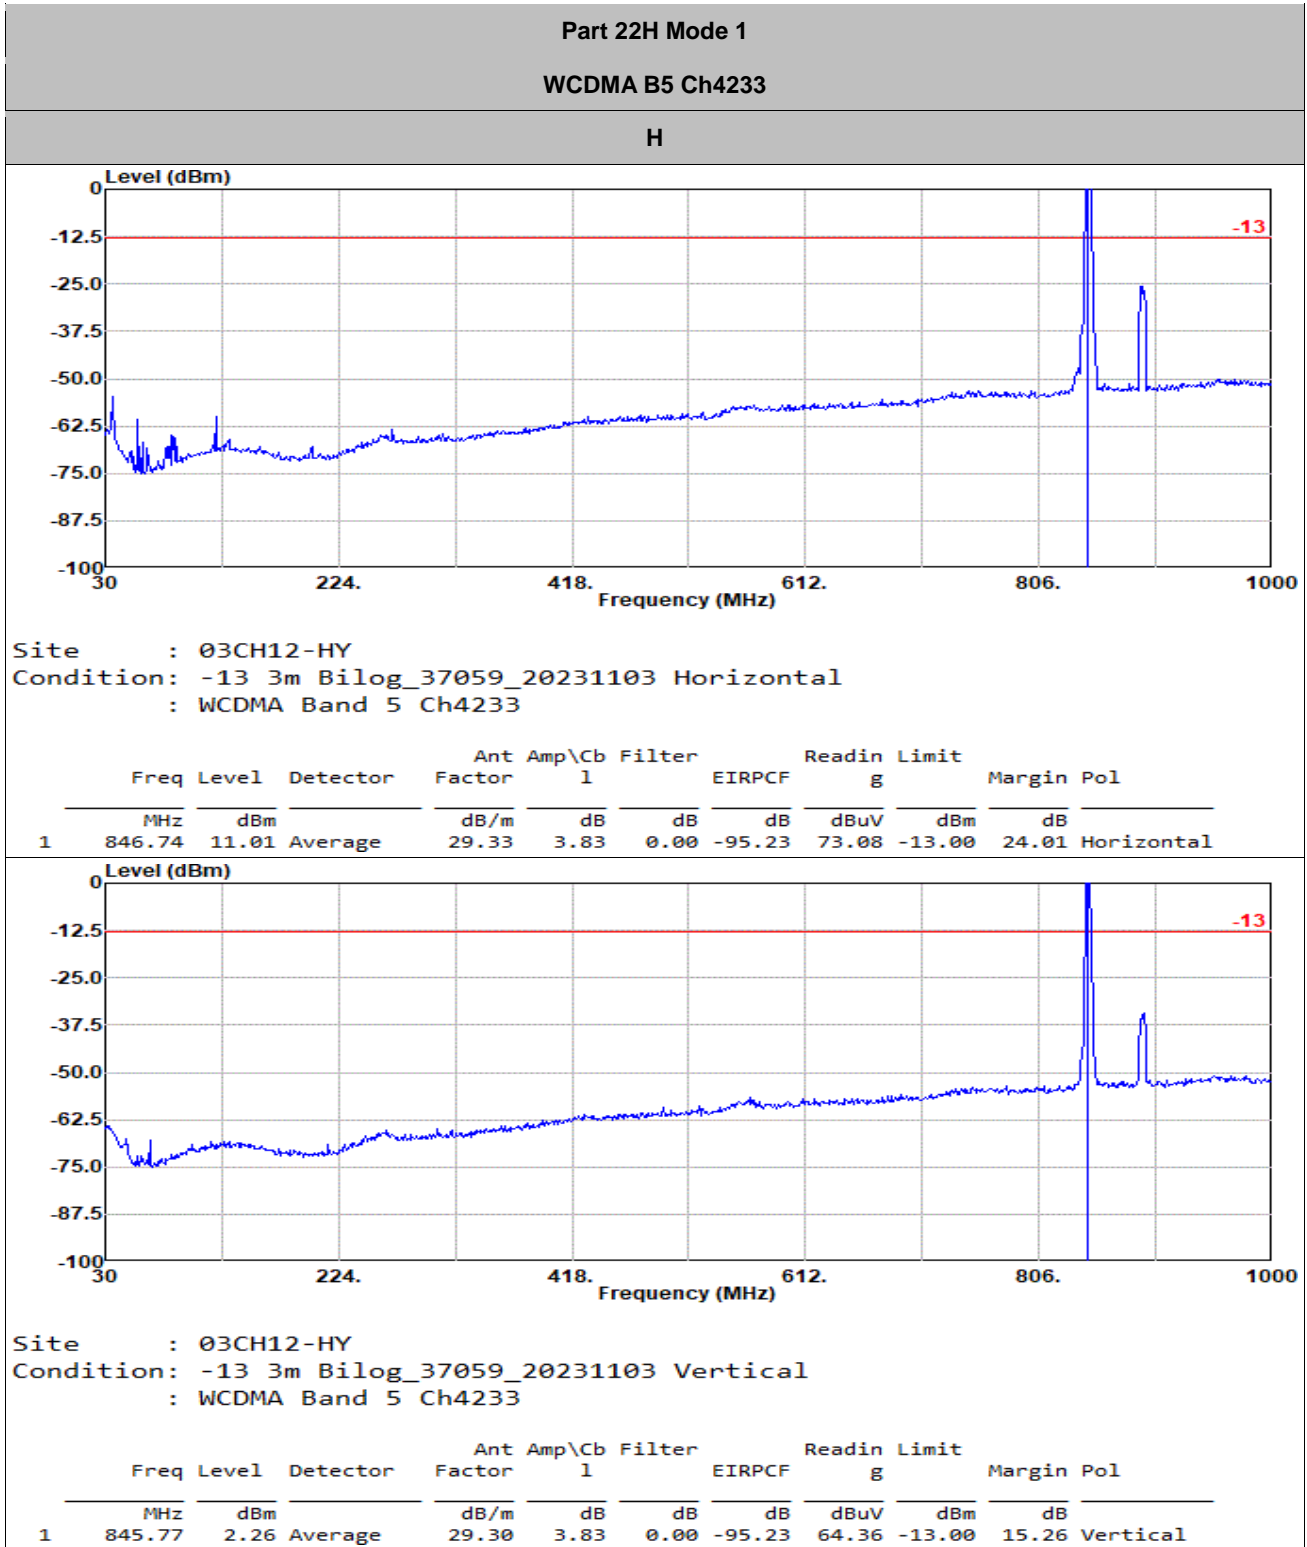 Part 22H Mode 1
WCDMA B5 Ch4233
H
Level (dBm)
0
-12.5
-13
-25.0
-37.5
-50.0
-62.5
-75.0
-87.5
-100
30 224. 418. 612. 806. 1000
Frequency (MHz)
Site : 03CH12-HY
Condition: -13 3m Bilog_37059_20231103 Horizontal
: WCDMA Band 5 Ch4233
Ant Amp\Cb Filter Readin Limit
Freq Level Detector Factor l EIRPCF g Margin Pol
MHz dBm dB/m dB dB dB dBuV dBm dB
1 846.74 11.01 Average 29.33 3.83 0.00 -95.23 73.08 -13.00 24.01 Horizontal
Level (dBm)
0
-12.5
-13
-25.0
-37.5
-50.0
-62.5
-75.0
-87.5
-100
30 224. 418. 612. 806. 1000
Frequency (MHz)
Site : 03CH12-HY
Condition: -13 3m Bilog_37059_20231103 Vertical
: WCDMA Band 5 Ch4233
Ant Amp\Cb Filter Readin Limit
Freq Level Detector Factor l EIRPCF g Margin Pol
MHz dBm dB/m dB dB dB dBuV dBm dB
1 845.77 2.26 Average 29.30 3.83 0.00 -95.23 64.36 -13.00 15.26 Vertical